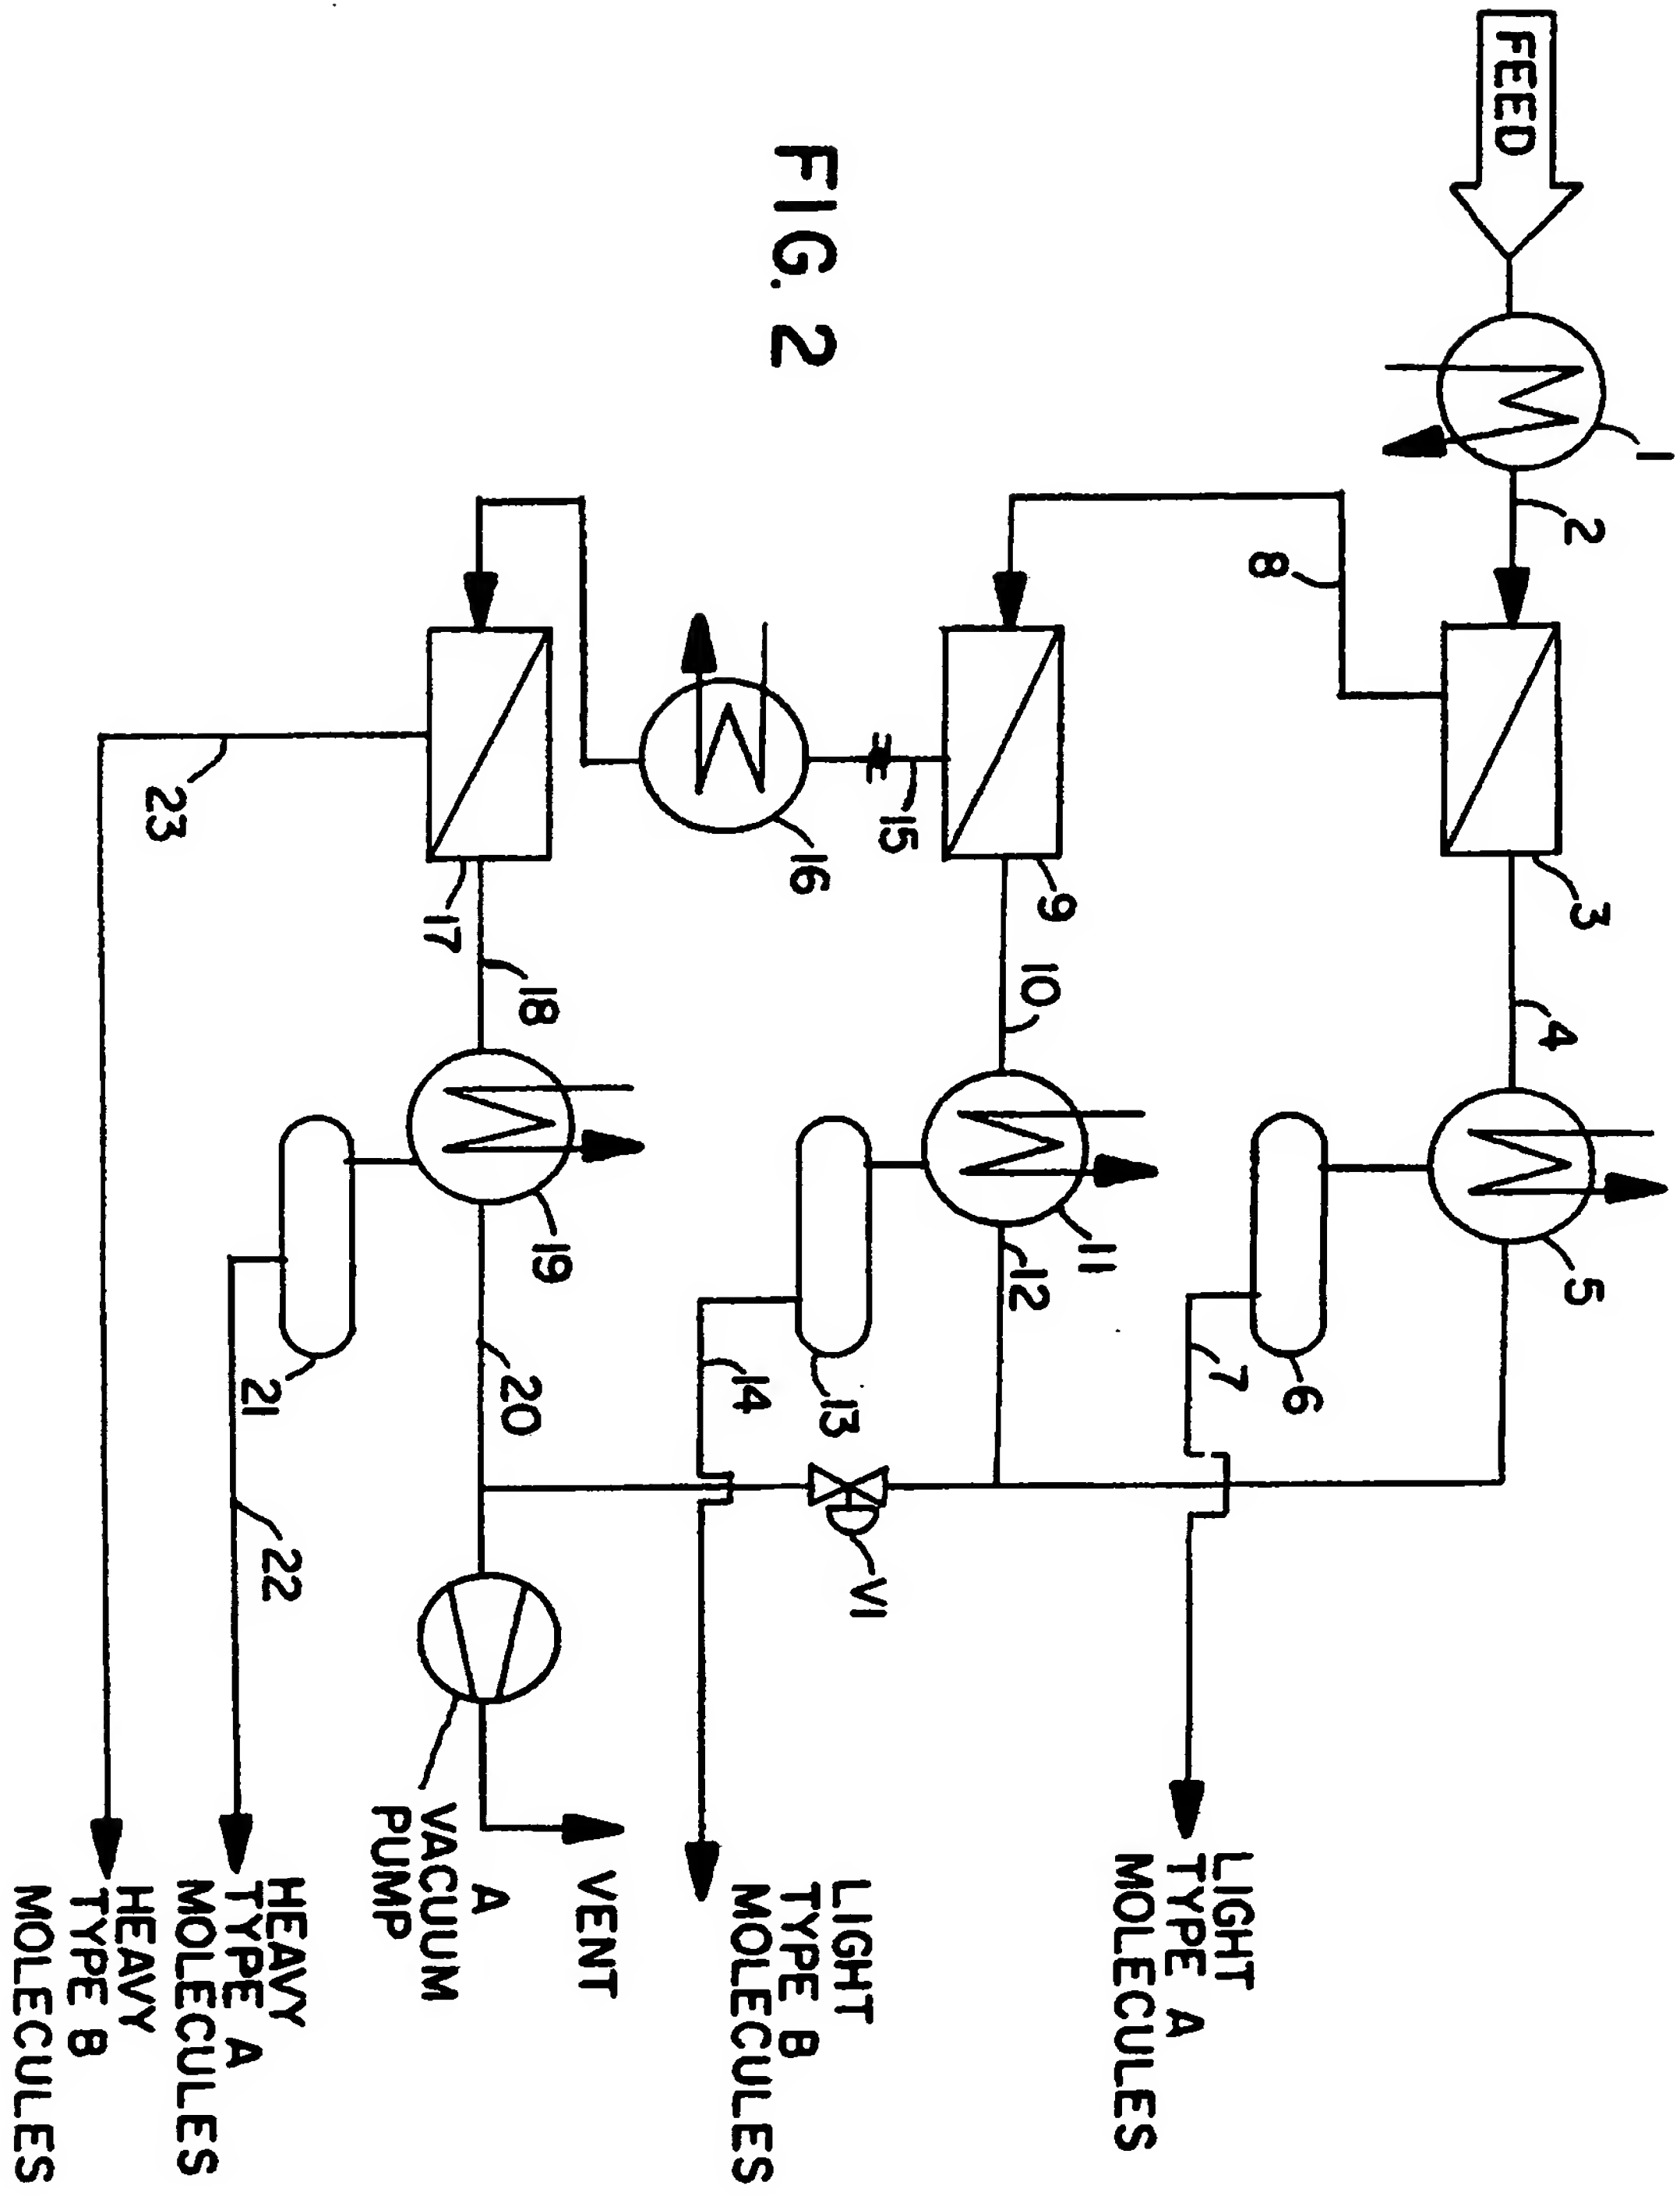 FEED
1
2
3
4
5
6
7
LIGHT
TYPE A
MOLECULES
8
9
10
11
12
13
14
LIGHT
TYPE B
MOLECULES
V1
15
16
17
18
19
20
VENT
A
VACUUM
PUMP
21
22
HEAVY
TYPE A
MOLECULES
23
HEAVY
TYPE B
MOLECULES
FIG. 2